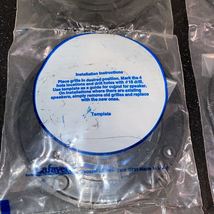 Installation Instructions
Place grille in desired position. Mark the 4
hole locations and drill holes with #18 drill.
Use template as a guide for cutout for speaker.
On installations where there are existing
speakers, simply remove old grilles and replace
with the new ones.
Template